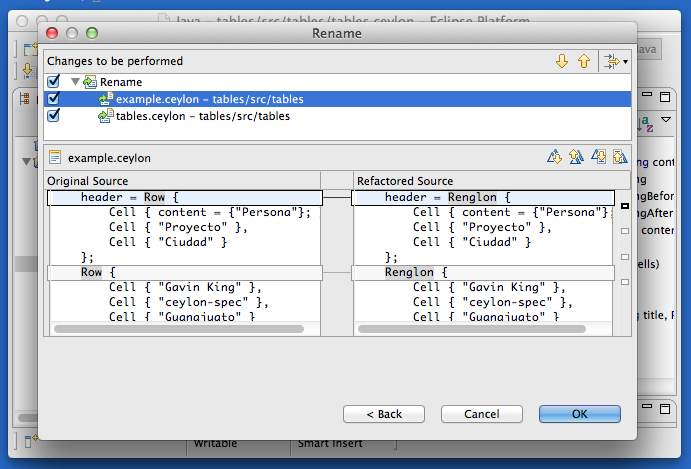 Java – tables/src/tables/tables.ceylon – Eclipse Platform
Rename
Changes to be performed
Java
Rename
example.ceylon – tables/src/tables
tables.ceylon – tables/src/tables
example.ceylon
Original Source
Refactored Source
header = Row {
Cell { content = {"Persona"};
Cell { "Proyecto" },
Cell { "Ciudad" }
};
Row {
Cell { "Gavin King" },
Cell { "ceylon-spec" },
Cell { "Guanajuato" }
header = Renglon {
Cell { content = {"Persona"};
Cell { "Proyecto" },
Cell { "Ciudad" }
};
Renglon {
Cell { "Gavin King" },
Cell { "ceylon-spec" },
Cell { "Guanajuato" }
ng cont
ng
ngBefor
ngAfter
conten
ells)
g title, R
< Back
Cancel
OK
Writable
Smart Insert